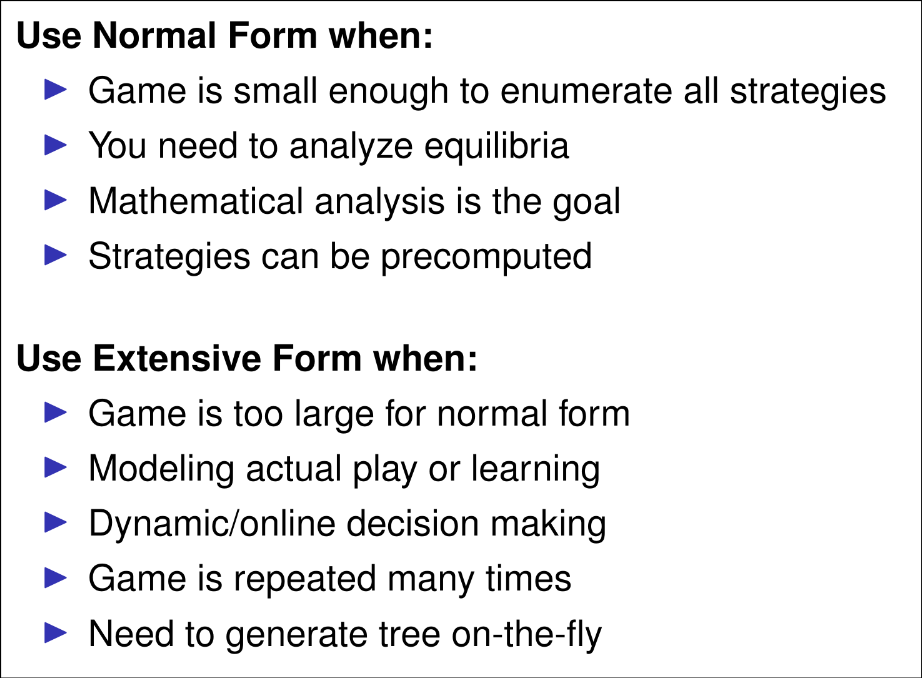 Use Normal Form when:
Game is small enough to enumerate all strategies
You need to analyze equilibria
Mathematical analysis is the goal
Strategies can be precomputed
Use Extensive Form when:
Game is too large for normal form
Modeling actual play or learning
Dynamic/online decision making
Game is repeated many times
Need to generate tree on-the-fly